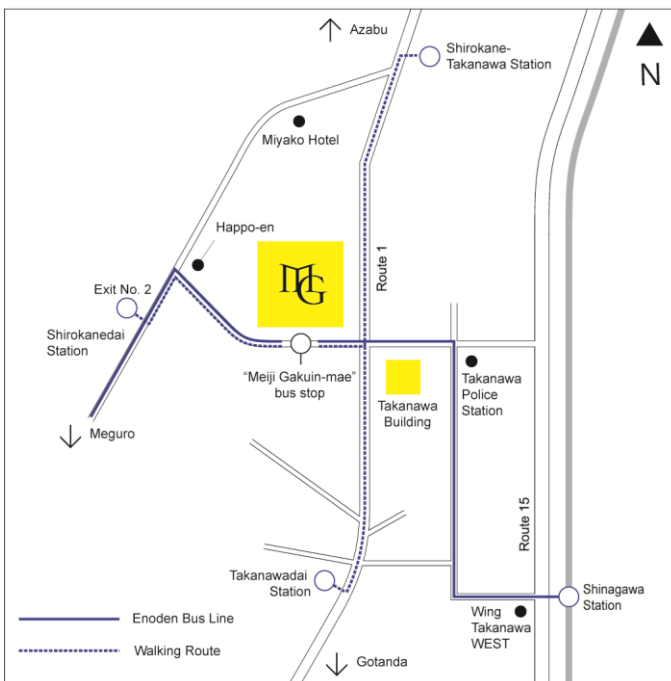 Azabu
Shirokane-
Takanawa Station
N
Miyako Hotel
Happo-en
MG
Route 1
Exit No. 2
Shirokanedai
Station
“Meiji Gakuin-mae”
bus stop
Takanawa
Building
Takanawa
Police
Station
Meguro
Route 15
Takanawadai
Station
Shinagawa
Station
Enoden Bus Line
Wing
Takanawa
WEST
Walking Route
Gotanda